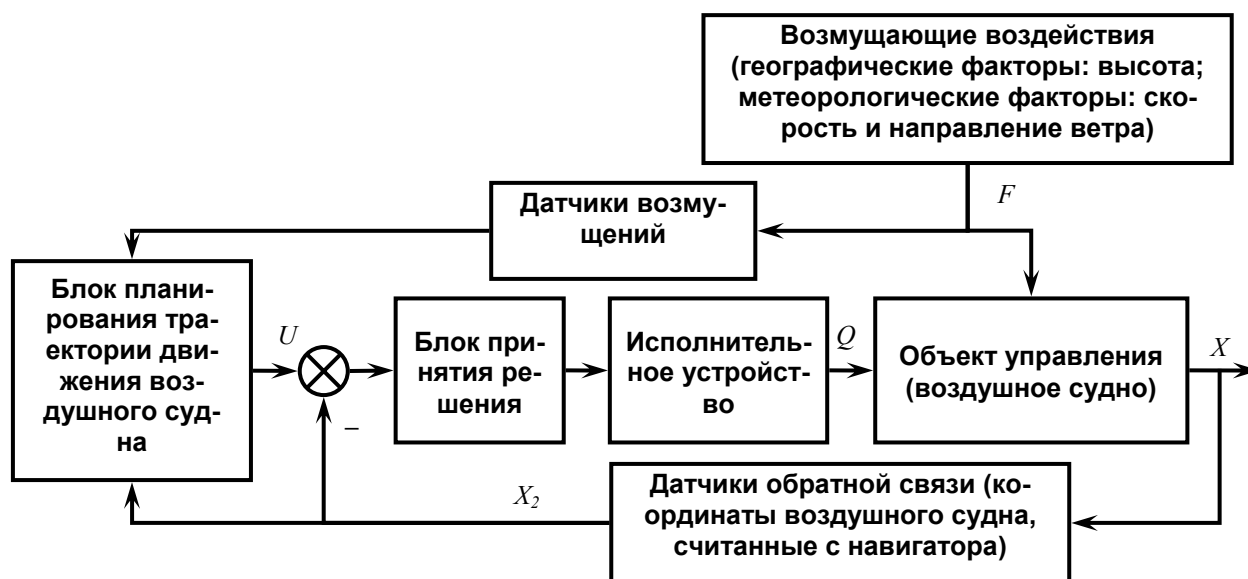 Возмущающие воздействия
(географические факторы: высота;
метеорологические факторы: ско-
рость и направление ветра)
F
Датчики возму-
щений
Блок плани-
рования тра-
ектории дви-
жения воз-
душного суд-
на
U
–
Блок при-
нятия ре-
шения
Исполнитель-
ное устройст-
во
Q
Объект управления
(воздушное судно)
X
X2
Датчики обратной связи (ко-
ординаты воздушного судна,
считанные с навигатора)